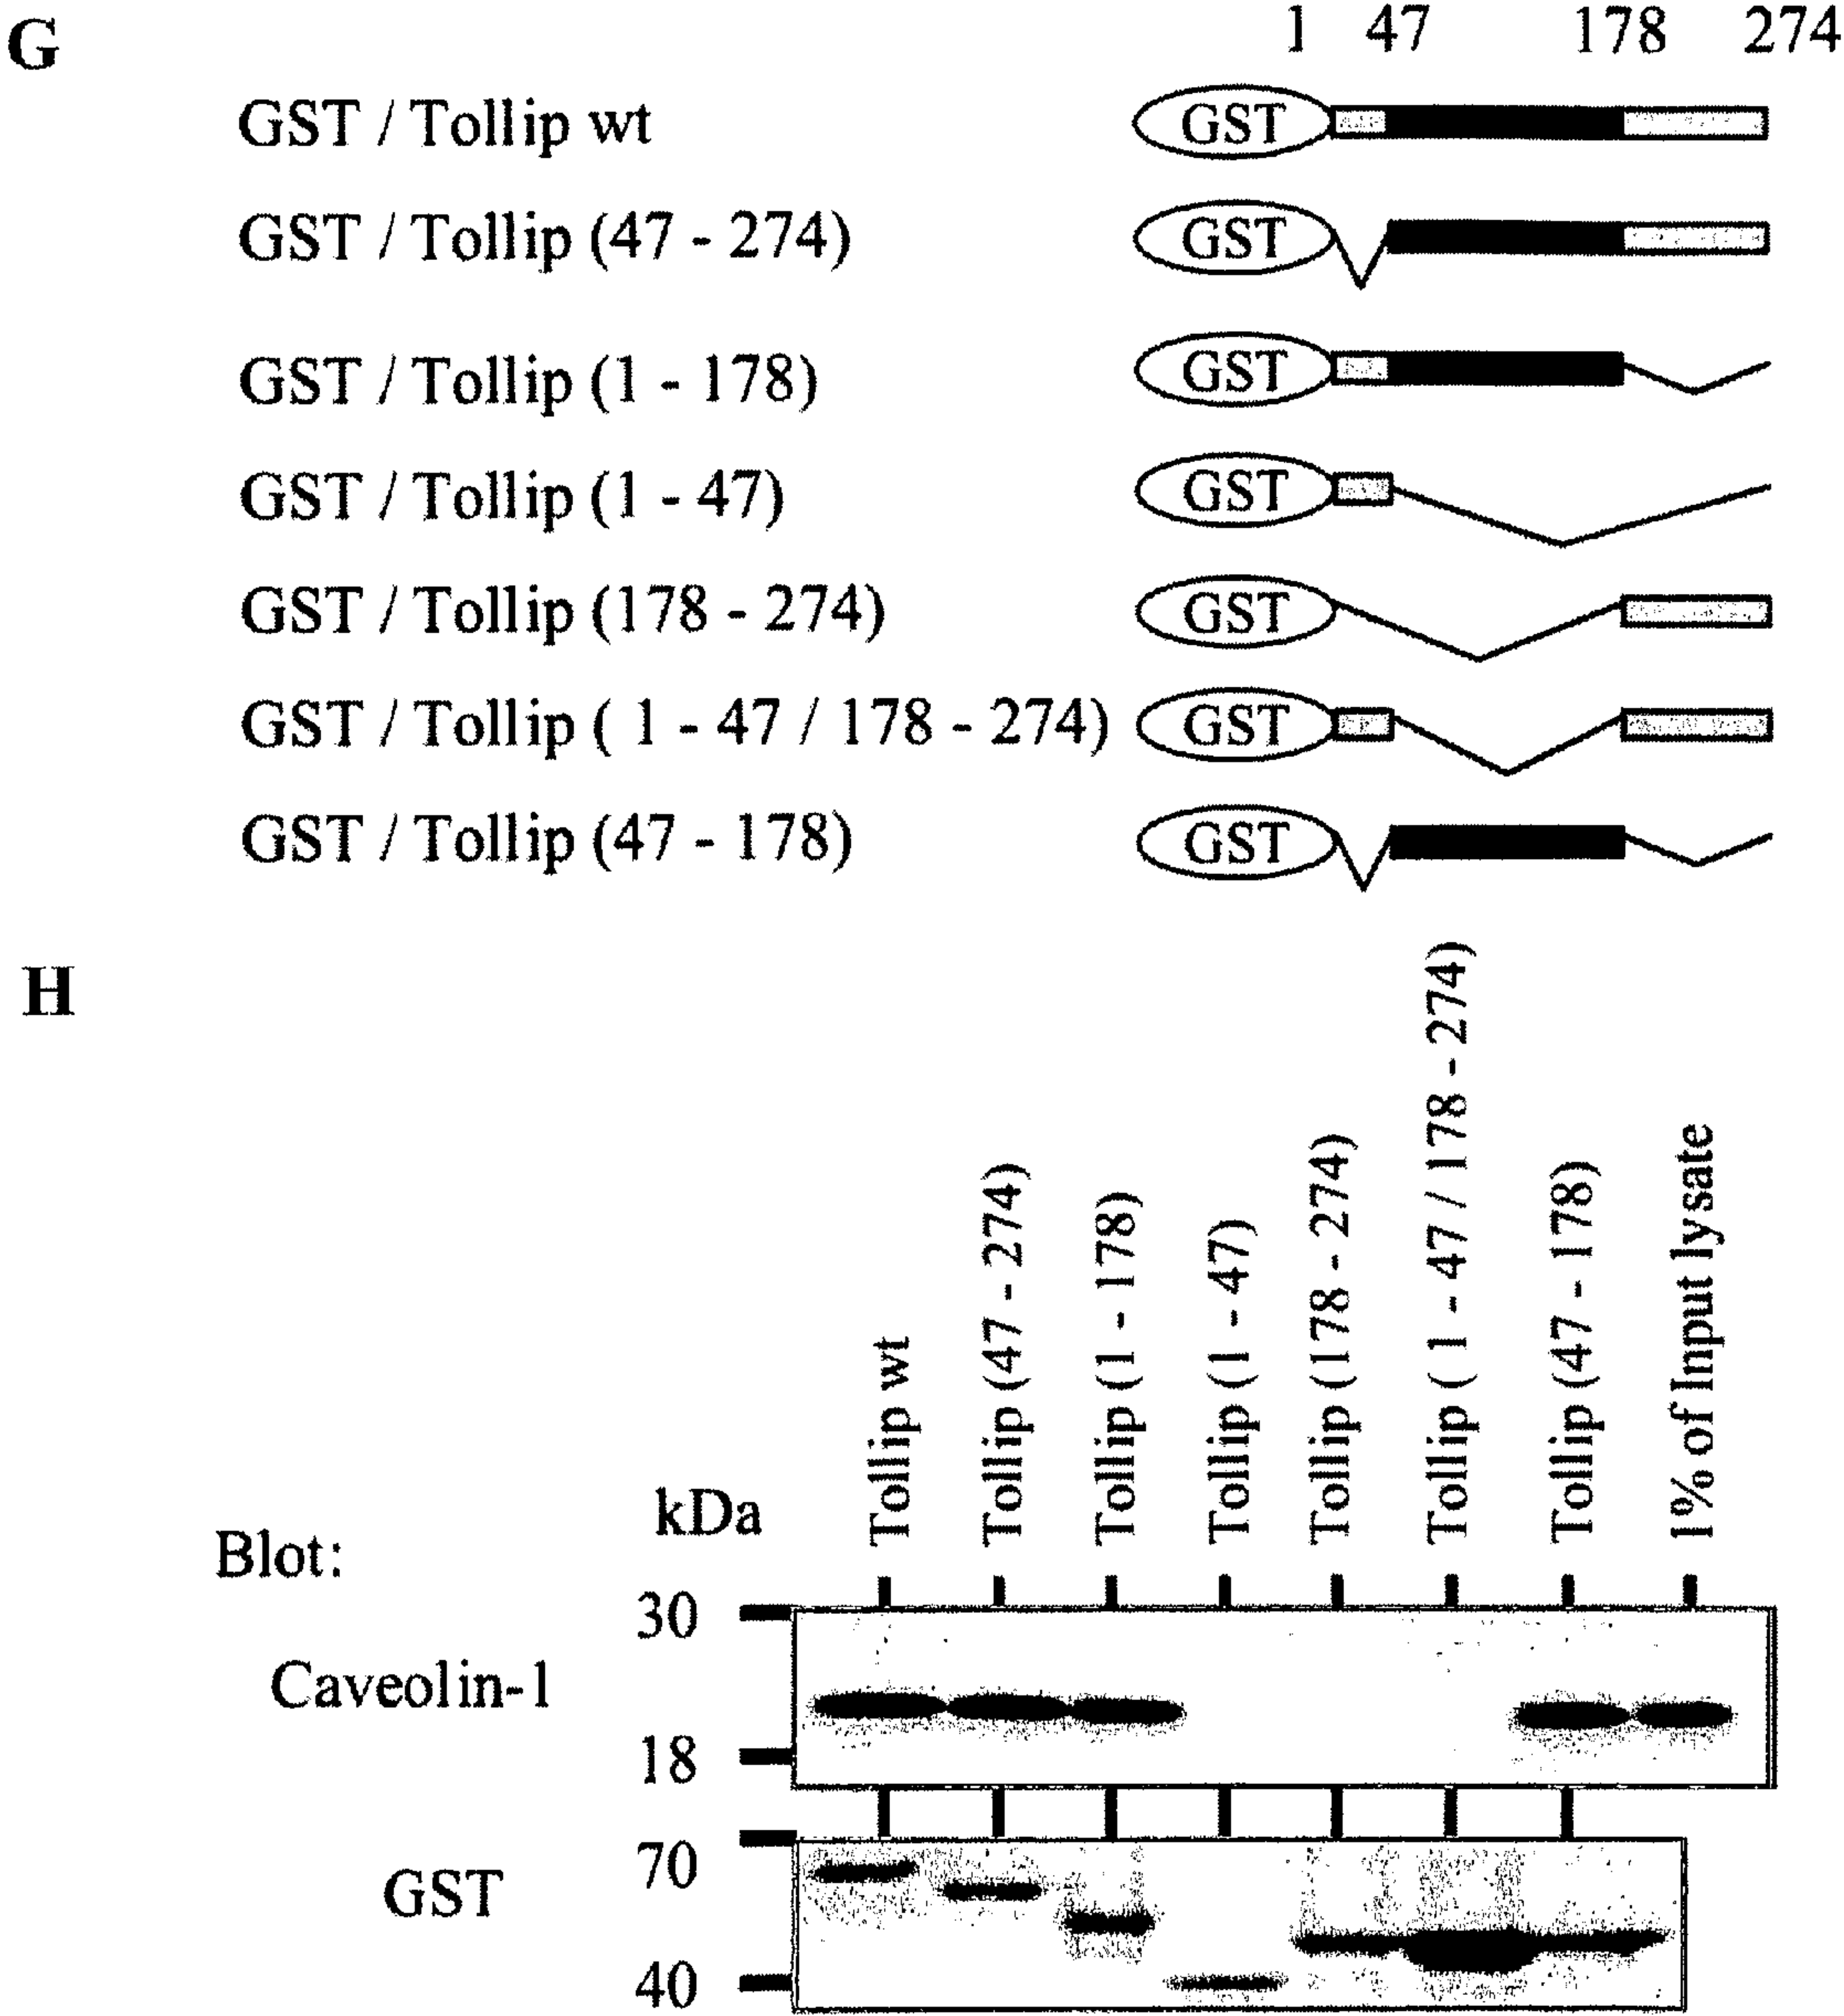 G
1 47 178 274
GST / Tollip wt GST
GST / Tollip (47 - 274) GST
GST / Tollip (1 - 178) GST
GST / Tollip (1 - 47) GST
GST / Tollip (178 - 274) GST
GST / Tollip ( 1 - 47 / 178 - 274) GST
GST / Tollip (47 - 178) GST
H
Tollip wt
Tollip (47 - 274)
Tollip (1 - 178)
Tollip (1 - 47)
Tollip (178 - 274)
Tollip ( 1 - 47 / 178 - 274)
Tollip (47 - 178)
1% of Input lysate
kDa
Blot:
30
Caveolin-1
18
70
GST
40